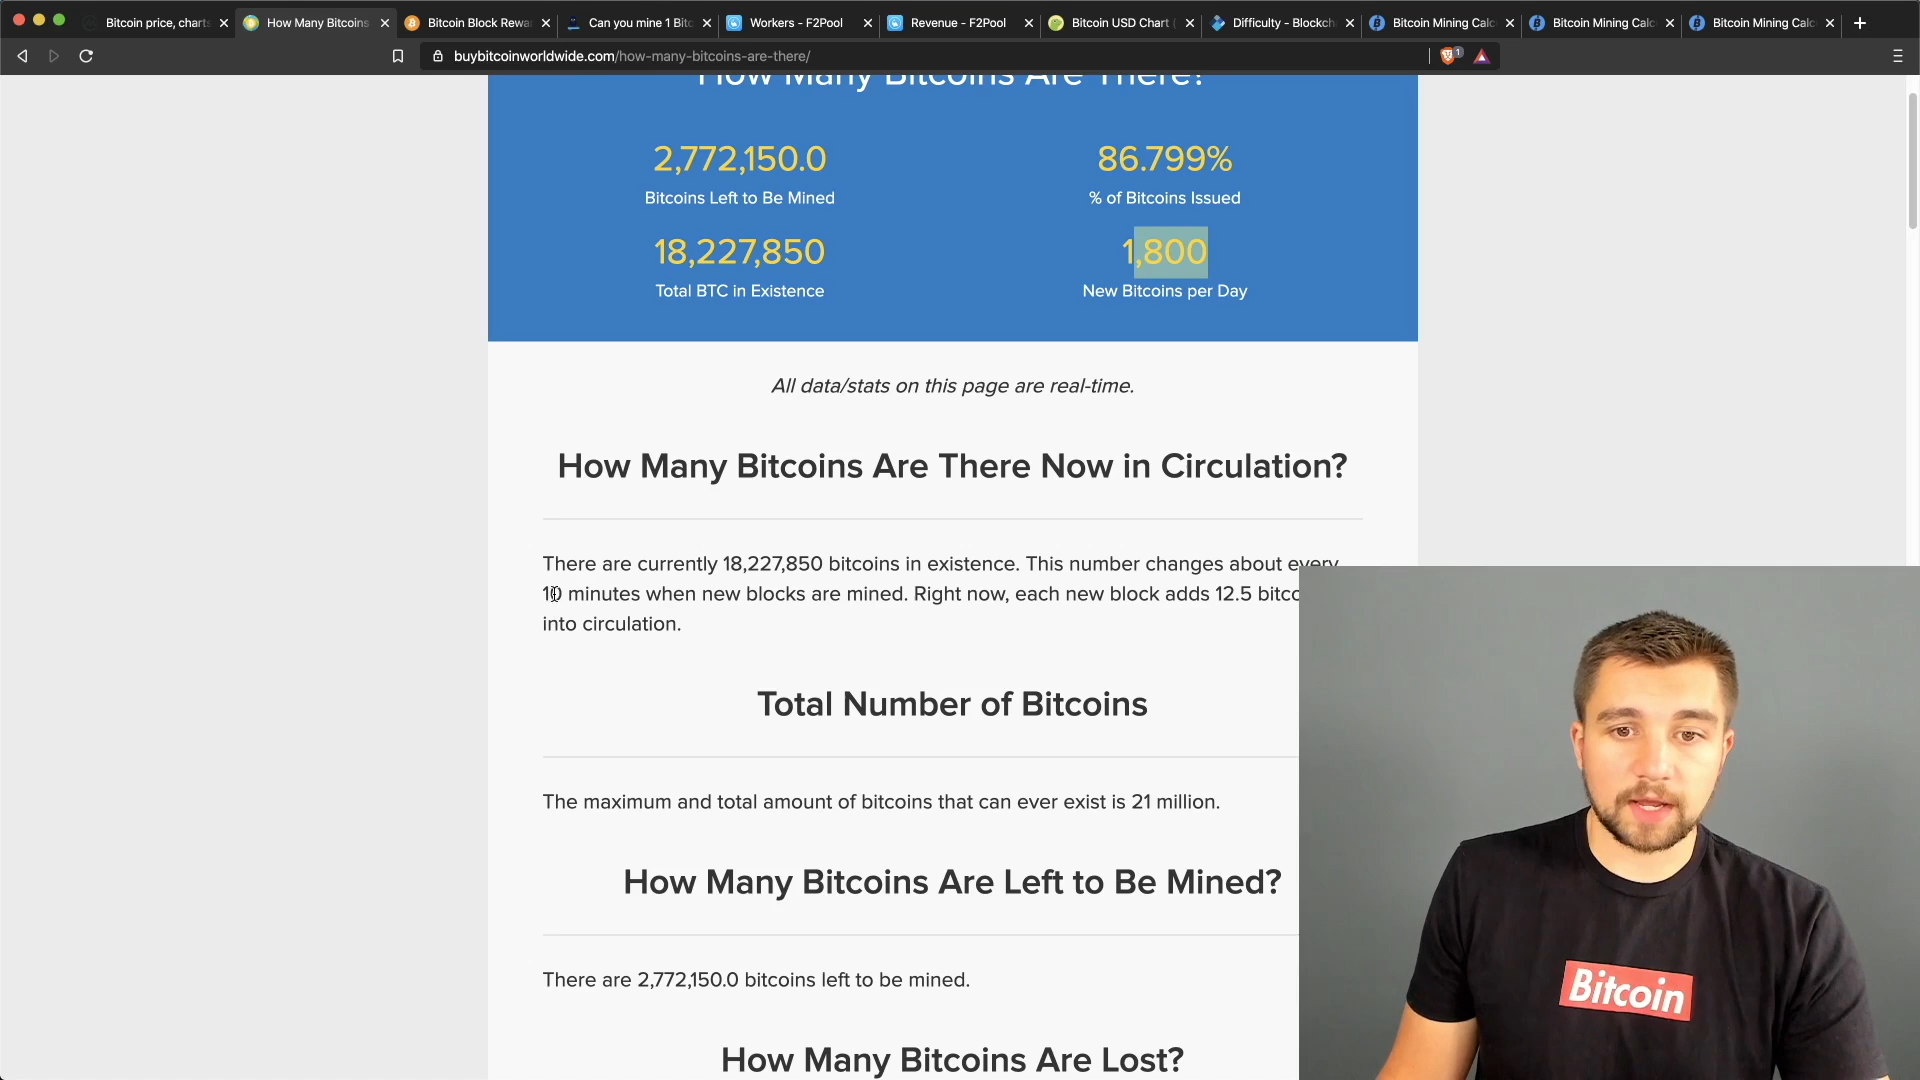 Bitcoin price, charts
How Many Bitcoins
Bitcoin Block Rewa
Can you mine 1 Bitc
Workers - F2Pool
Revenue - F2Pool
Bitcoin USD Chart (
Difficulty - Blockch
Bitcoin Mining Calc
Bitcoin Mining Calc
Bitcoin Mining Calc
buybitcoinworldwide.com/how-many-bitcoins-are-there/
1
How Many Bitcoins Are There?
2,772,150.0
Bitcoins Left to Be Mined
86.799%
% of Bitcoins Issued
18,227,850
Total BTC in Existence
1,800
New Bitcoins per Day
All data/stats on this page are real-time.
How Many Bitcoins Are There Now in Circulation?
There are currently 18,227,850 bitcoins in existence. This number changes about every
10 minutes when new blocks are mined. Right now, each new block adds 12.5 bitco
into circulation.
Total Number of Bitcoins
The maximum and total amount of bitcoins that can ever exist is 21 million.
How Many Bitcoins Are Left to Be Mined?
There are 2,772,150.0 bitcoins left to be mined.
How Many Bitcoins Are Lost?
Bitcoin